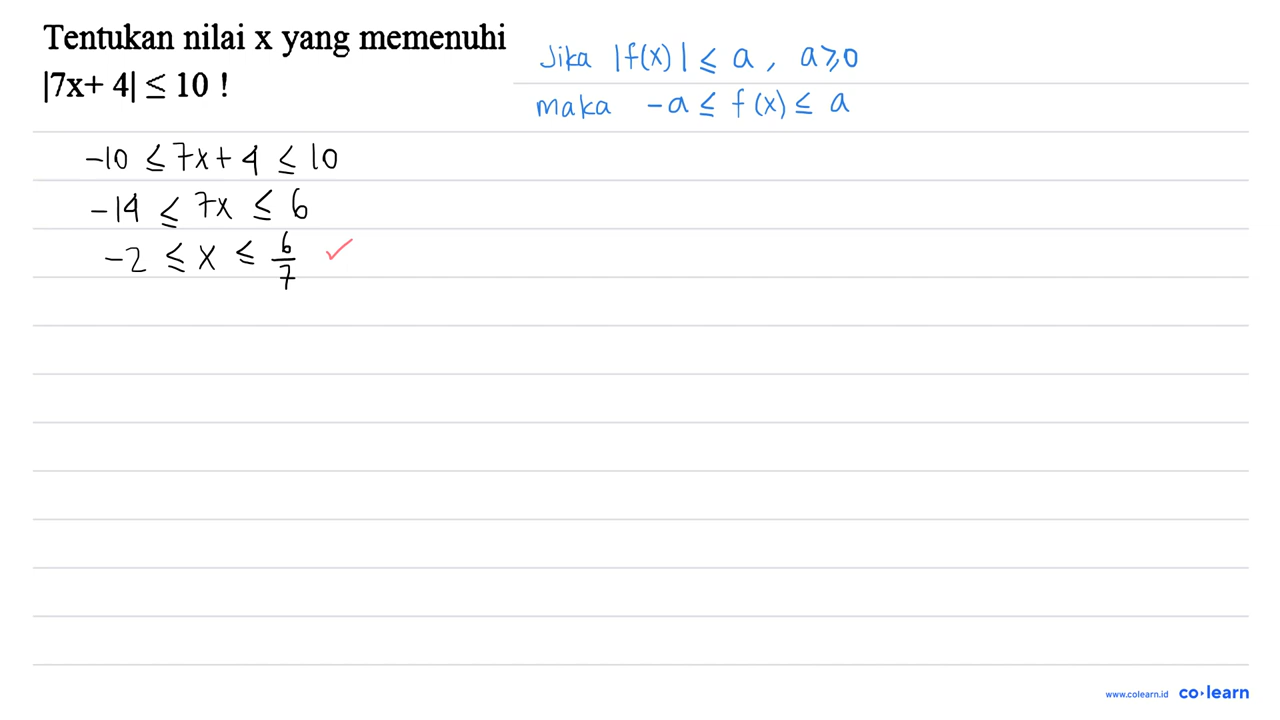 Tentukan nilai x yang memenuhi
|7x+ 4| ≤ 10 !
Jika |f(x)| ≤ a, a ≥ 0
maka -a ≤ f(x) ≤ a
-10 ≤ 7x + 4 ≤ 10
-14 ≤ 7x ≤ 6
-2 ≤ x ≤ 6/7 ✓
www.colearn.id co·learn